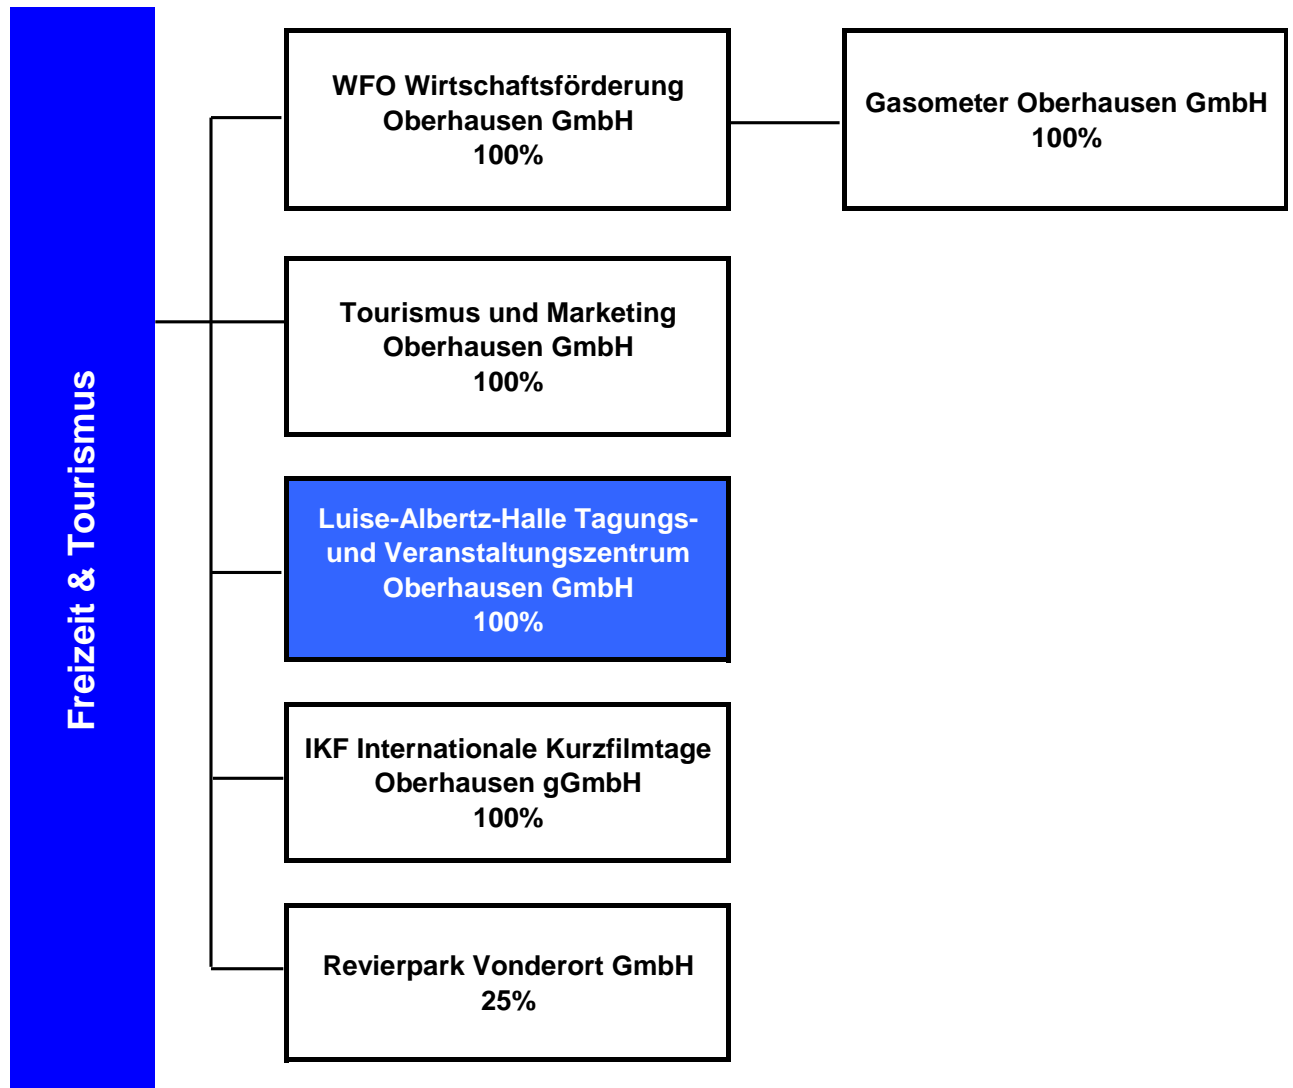 Freizeit & Tourismus
WFO Wirtschaftsförderung
Oberhausen GmbH
100%
Gasometer Oberhausen GmbH
100%
Tourismus und Marketing
Oberhausen GmbH
100%
Luise-Albertz-Halle Tagungs-
und Veranstaltungszentrum
Oberhausen GmbH
100%
IKF Internationale Kurzfilmtage
Oberhausen gGmbH
100%
Revierpark Vonderort GmbH
25%